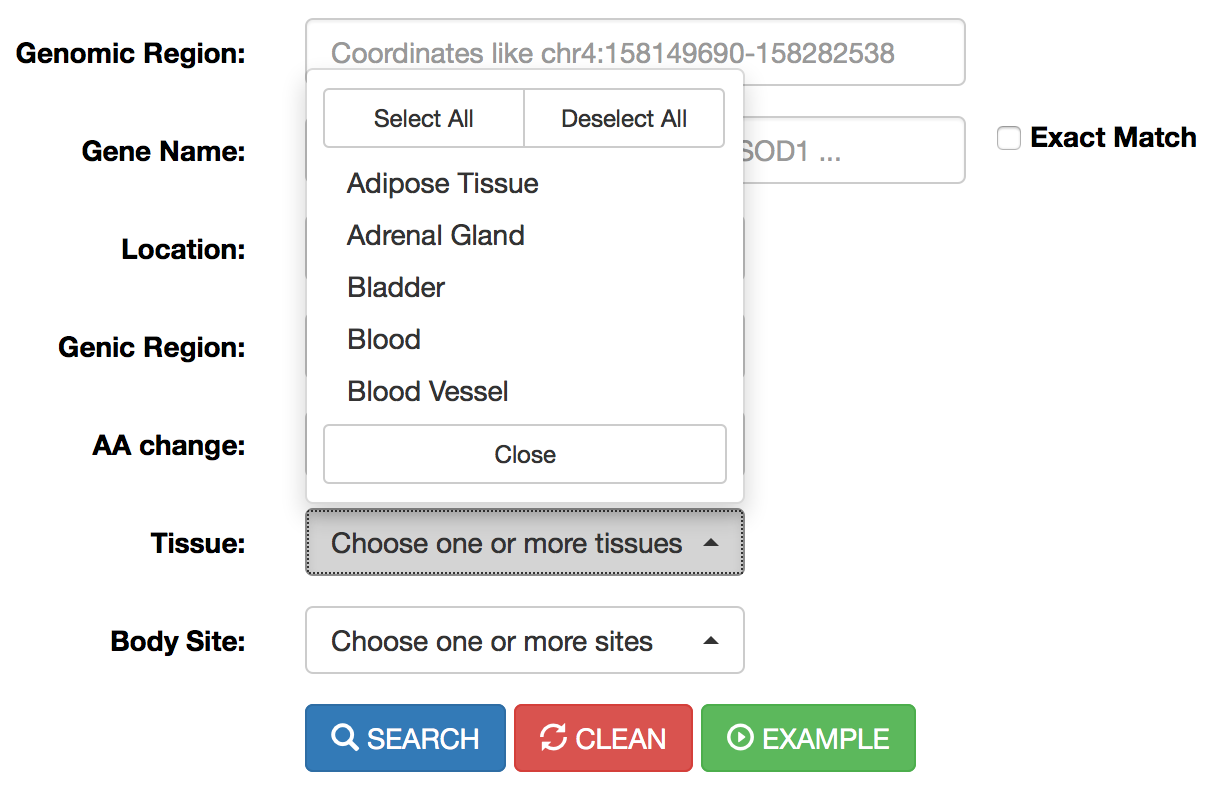 Genomic Region: Coordinates like chr4:158149690-158282538
Select All Deselect All
Gene Name: SOD1 ... Exact Match
Adipose Tissue
Location: Adrenal Gland
Bladder
Genic Region: Blood
Blood Vessel
AA change: Close
Tissue: Choose one or more tissues
Body Site: Choose one or more sites
SEARCH CLEAN EXAMPLE